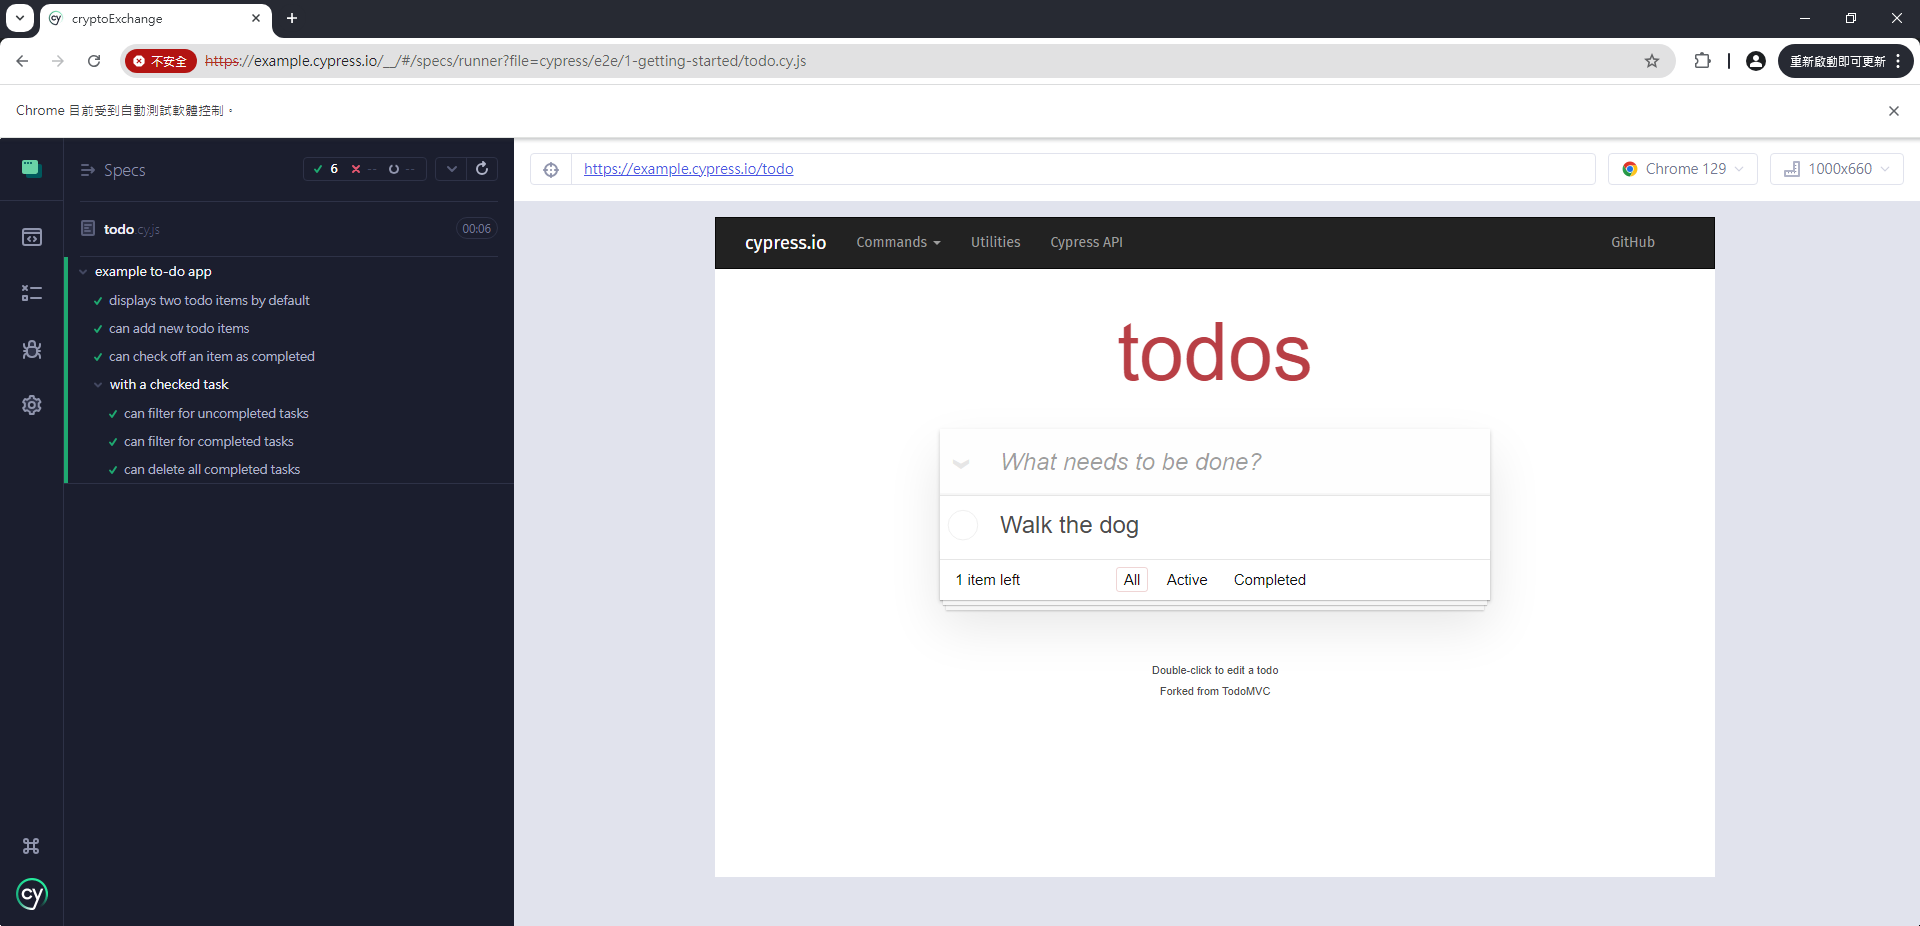 cryptoExchange
不安全
https://example.cypress.io/__/#/specs/runner?file=cypress/e2e/1-getting-started/todo.cy.js
重新啟動即可更新
Chrome 目前受到自動測試軟體控制。
Specs
6
--
--
https://example.cypress.io/todo
Chrome 129
1000x660
todo.cy.js
00:06
example to-do app
displays two todo items by default
can add new todo items
can check off an item as completed
with a checked task
can filter for uncompleted tasks
can filter for completed tasks
can delete all completed tasks
cy
cypress.io
Commands
Utilities
Cypress API
GitHub
todos
What needs to be done?
Walk the dog
1 item left
All
Active
Completed
Double-click to edit a todo
Forked from TodoMVC